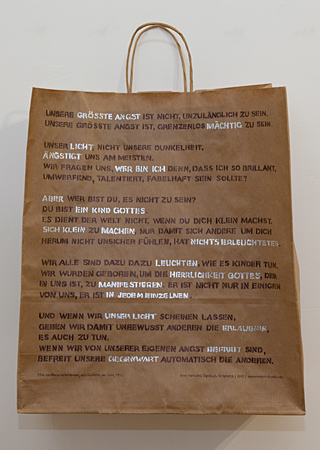 UNSERE GRÖSSTE ANGST IST NICHT, UNZULÄNGLICH ZU SEIN.
UNSERE GRÖSSTE ANGST IST, GRENZENLOS MÄCHTIG ZU SEIN.
UNSER LICHT NICHT UNSERE DUNKELHEIT,
ÄNGSTIGT UNS AM MEISTEN.
WIR FRAGEN UNS, WER BIN ICH DENN, DASS ICH SO BRILLANT,
UMWERFEND, TALENTIERT, FABELHAFT SEIN SOLLTE?
ABER WER BIST DU, ES NICHT ZU SEIN?
DU BIST EIN KIND GOTTES.
ES DIENT DER WELT NICHT, WENN DU DICH KLEIN MACHST.
SICH KLEIN ZU MACHEN NUR DAMIT SICH ANDERE UM DICH
HERUM NICHT UNSICHER FÜHLEN, HAT NICHTS ERLEUCHTETES.
WIR ALLE SIND DAZU DAZU LEUCHTEN WIE ES KINDER TUN.
WIR WURDEN GEBOREN, UM DIE HERRLICHKEIT GOTTES, DER
IN UNS IST, ZU MANIFESTIEREN. ER IST NICHT NUR IN EINIGEN
VON UNS, ER IST IN JEDEM EINZELNEN.
UND WENN WIR UNSER LICHT SCHEINEN LASSEN,
GEBEN WIR DAMIT UNBEWUSST ANDEREN DIE ERLAUBNIS,
ES AUCH ZU TUN.
WENN WIR VON UNSERER EIGENEN ANGST BEFREIT SIND,
BEFREIT UNSERE GEGENWART AUTOMATISCH DIE ANDEREN.